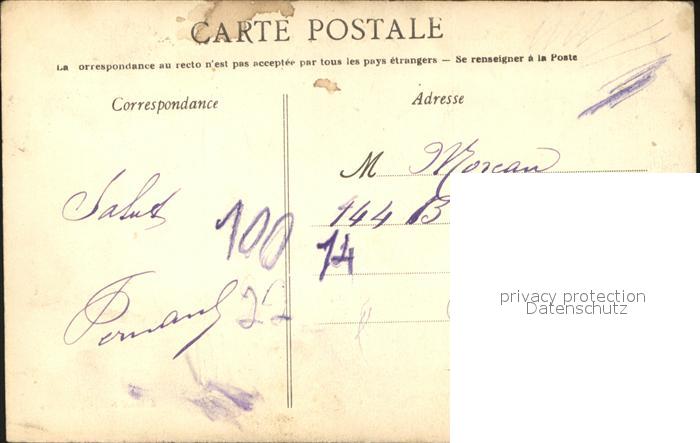 CARTE POSTALE
La orrespondance au recto n'est pas acceptée par tous les pays étrangers — Se renseigner à la Poste
Correspondance
Adresse
M Moreau
Salut
144 B
100
14
22
privacy protection
Datenschutz